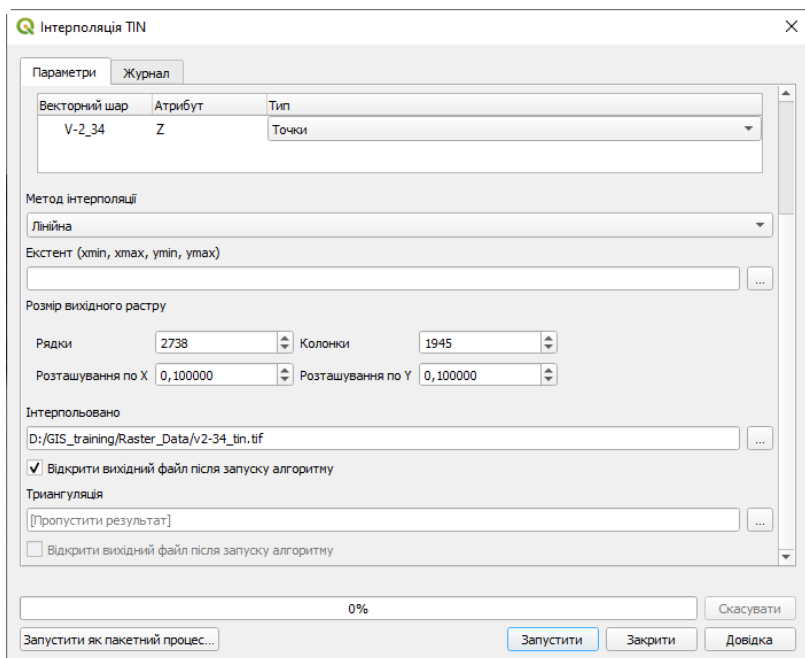 Інтерполяція TIN
Параметри Журнал
Векторний шар Атрибут Тип
V-2_34 Z Точки
Метод інтерполяції
Лінійна
Екстент (xmin, xmax, ymin, ymax)
...
Розмір вихідного растру
Рядки 2738 Колонки 1945
Розташування по X 0,100000 Розташування по Y 0,100000
Інтерпольовано
D:/GIS_training/Raster_Data/v2-34_tin.tif ...
Відкрити вихідний файл після запуску алгоритму
Триангуляція
[Пропустити результат] ...
Відкрити вихідний файл після запуску алгоритму
0% Скасувати
Запустити як пакетний процес... Запустити Закрити Довідка